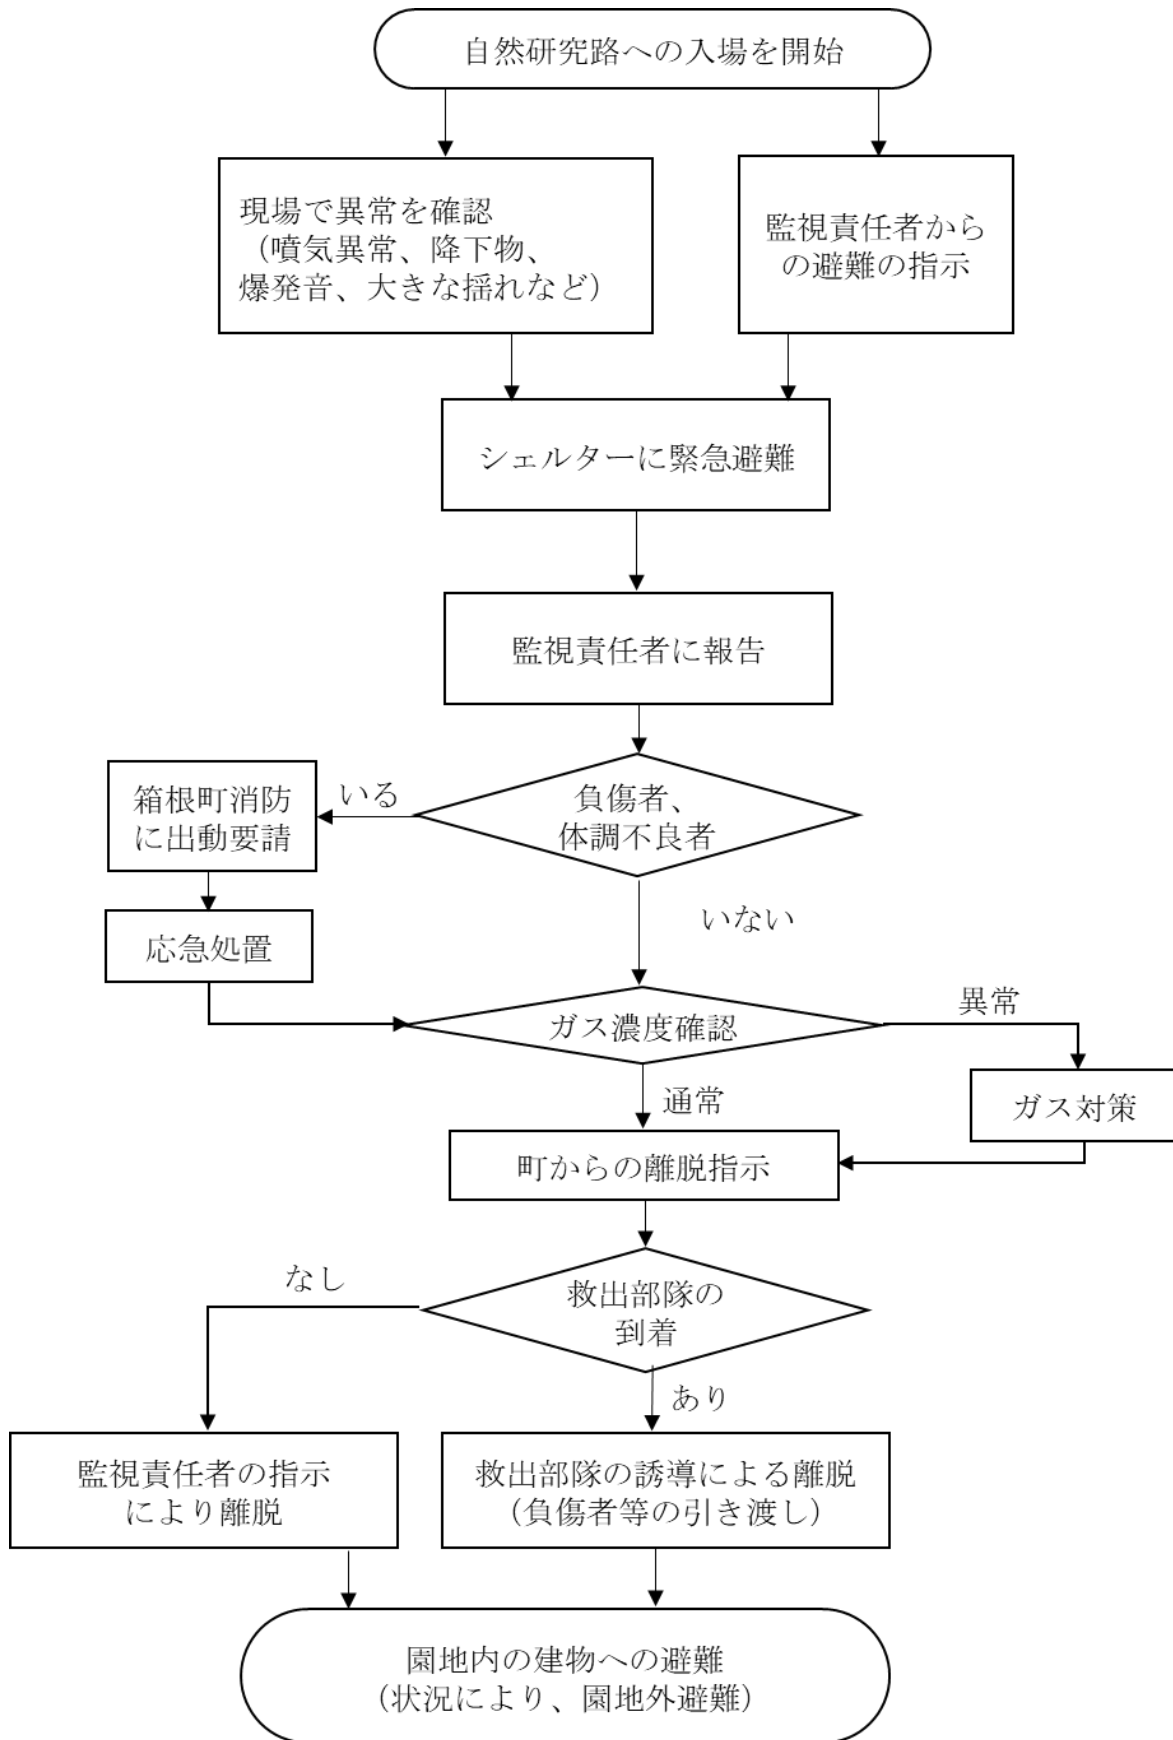 自然研究路への入場を開始
現場で異常を確認
（噴気異常、降下物、
爆発音、大きな揺れなど）
監視責任者から
の避難の指示
シェルターに緊急避難
監視責任者に報告
負傷者、
体調不良者
いる
箱根町消防
に出動要請
応急処置
いない
ガス濃度確認
異常
ガス対策
通常
町からの離脱指示
救出部隊の
到着
なし
あり
監視責任者の指示
により離脱
救出部隊の誘導による離脱
（負傷者等の引き渡し）
園地内の建物への避難
（状況により、園地外避難）